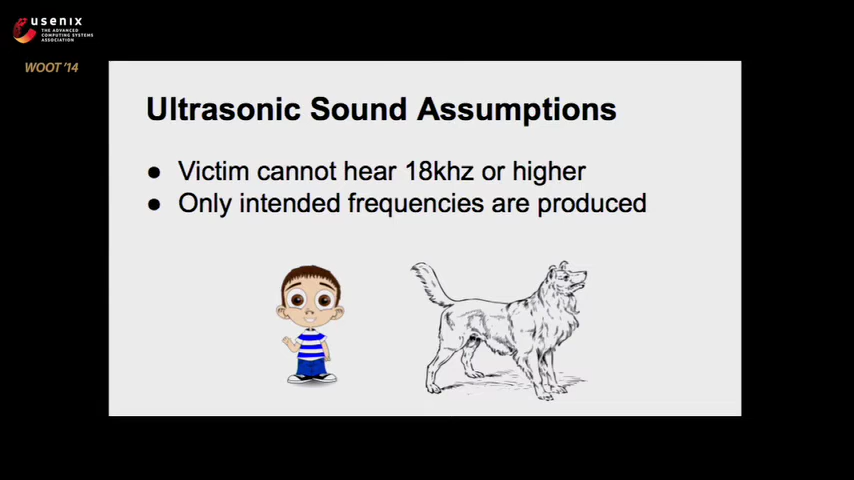 usenix
THE ADVANCED
COMPUTING SYSTEMS
ASSOCIATION
WOOT '14
Ultrasonic Sound Assumptions
● Victim cannot hear 18khz or higher
● Only intended frequencies are produced